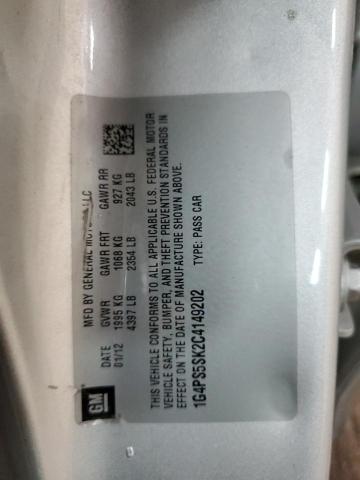 GM
MFD BY GENERAL MOTORS LLC
DATE GVWR GAWR FRT GAWR RR
01/12 1995 KG 1068 KG 927 KG
4397 LB 2354 LB 2043 LB
THIS VEHICLE CONFORMS TO ALL APPLICABLE U.S. FEDERAL MOTOR
VEHICLE SAFETY, BUMPER, AND THEFT PREVENTION STANDARDS IN
EFFECT ON THE DATE OF MANUFACTURE SHOWN ABOVE.
1G4PS5SK2C4149202 TYPE: PASS CAR